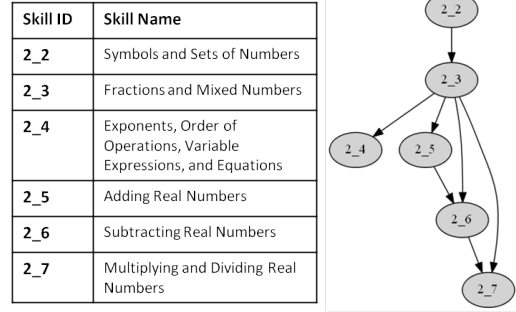 Skill ID Skill Name
2_2 Symbols and Sets of Numbers
2_3 Fractions and Mixed Numbers
2_4 Exponents, Order of
Operations, Variable
Expressions, and Equations
2_5 Adding Real Numbers
2_6 Subtracting Real Numbers
2_7 Multiplying and Dividing Real
Numbers
2_2
2_3
2_4 2_5
2_6
2_7